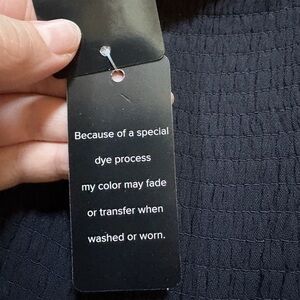 Because of a special
dye process
my color may fade
or transfer when
washed or worn.